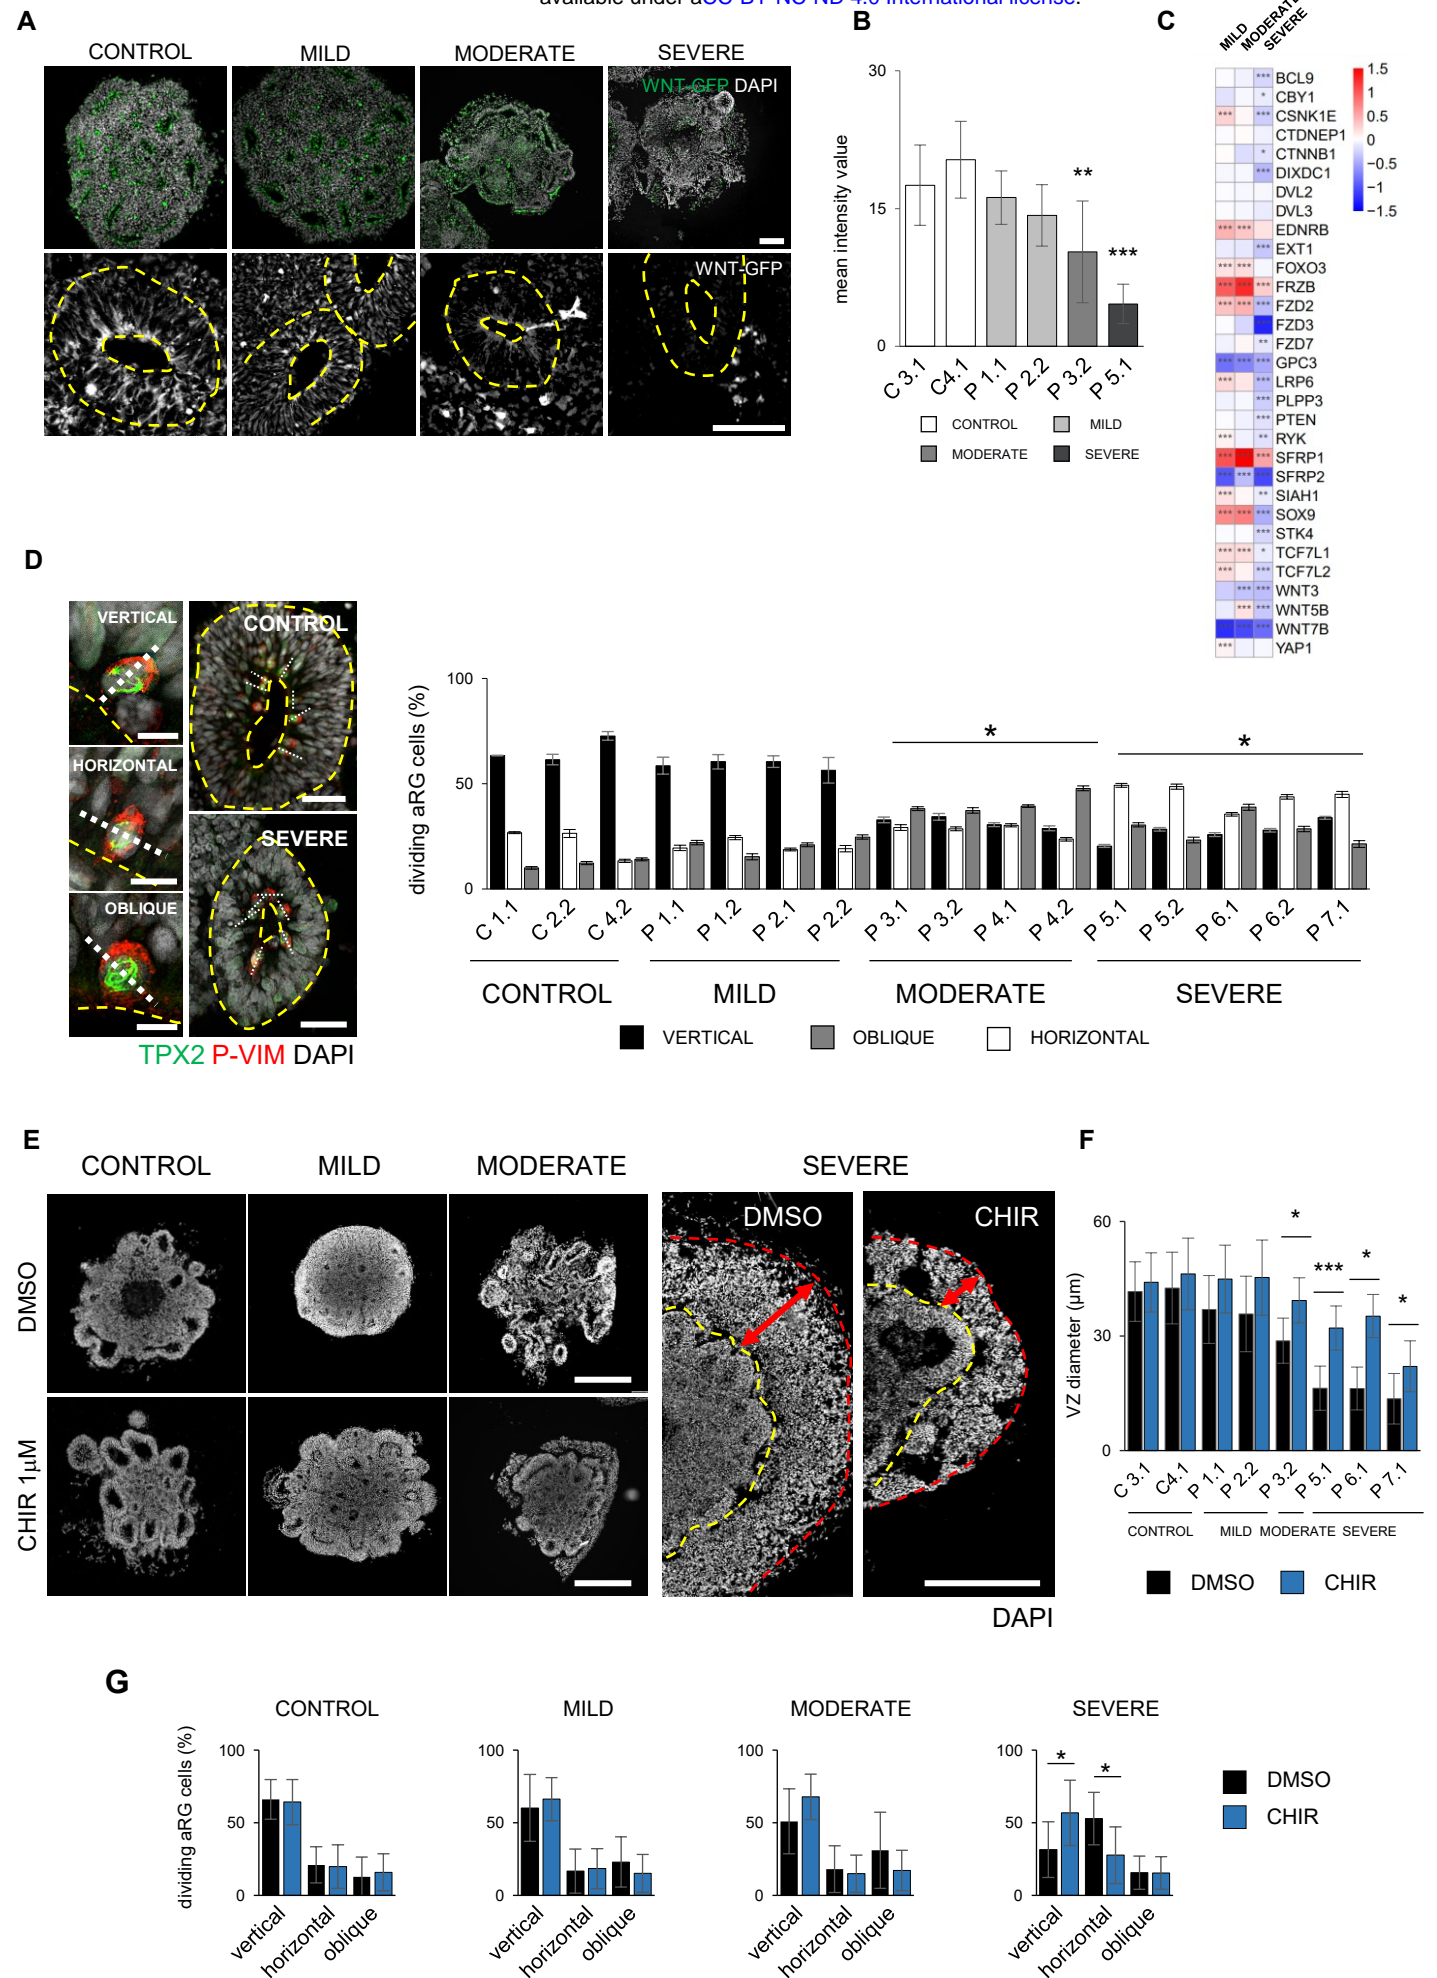 available under aCC-BY-NC-ND 4.0 International license.
A
CONTROL MILD MODERATE SEVERE
WNT-GFP DAPI
WNT-GFP
B
mean intensity value
30
15
0
C 3.1 C4.1 P 1.1 P 2.2 P 3.2 P 5.1
** ***
CONTROL MILD
MODERATE SEVERE
C
MILD MODERATE SEVERE
BCL9 ***
CBY1 *
CSNK1E *** ***
CTDNEP1
CTNNB1 *
DIXDC1 ***
DVL2
DVL3
EDNRB *** ***
EXT1 ***
FOXO3 *** ***
FRZB *** *** ***
FZD2 *** *** ***
FZD3
FZD7 **
GPC3 *** *** ***
LRP6 *** ***
PLPP3 ***
PTEN ***
RYK *** **
SFRP1 *** *** ***
SFRP2 *** *** ***
SIAH1 *** **
SOX9 *** *** ***
STK4 ***
TCF7L1 *** *** *
TCF7L2 *** ***
WNT3 *** ***
WNT5B *** ***
WNT7B *** *** ***
YAP1 ***
1.5
1
0.5
0
−0.5
−1
−1.5
D
VERTICAL
HORIZONTAL
OBLIQUE
CONTROL
SEVERE
TPX2 P-VIM DAPI
dividing aRG cells (%)
100
50
0
* *
C 1.1 C 2.2 C 4.2 P 1.1 P 1.2 P 2.1 P 2.2 P 3.1 P 3.2 P 4.1 P 4.2 P 5.1 P 5.2 P 6.1 P 6.2 P 7.1
CONTROL MILD MODERATE SEVERE
VERTICAL OBLIQUE HORIZONTAL
E
CONTROL MILD MODERATE SEVERE
DMSO
CHIR 1µM
DMSO CHIR
DAPI
F
VZ diameter (µm)
60
30
0
* *** * *
C 3.1 C4.1 P 1.1 P 2.2 P 3.2 P 5.1 P 6.1 P 7.1
CONTROL MILD MODERATE SEVERE
DMSO CHIR
G
CONTROL MILD MODERATE SEVERE
dividing aRG cells (%)
100 100 100 100
50 50 50 50
0 0 0 0
* *
vertical horizontal oblique vertical horizontal oblique vertical horizontal oblique vertical horizontal oblique
DMSO
CHIR